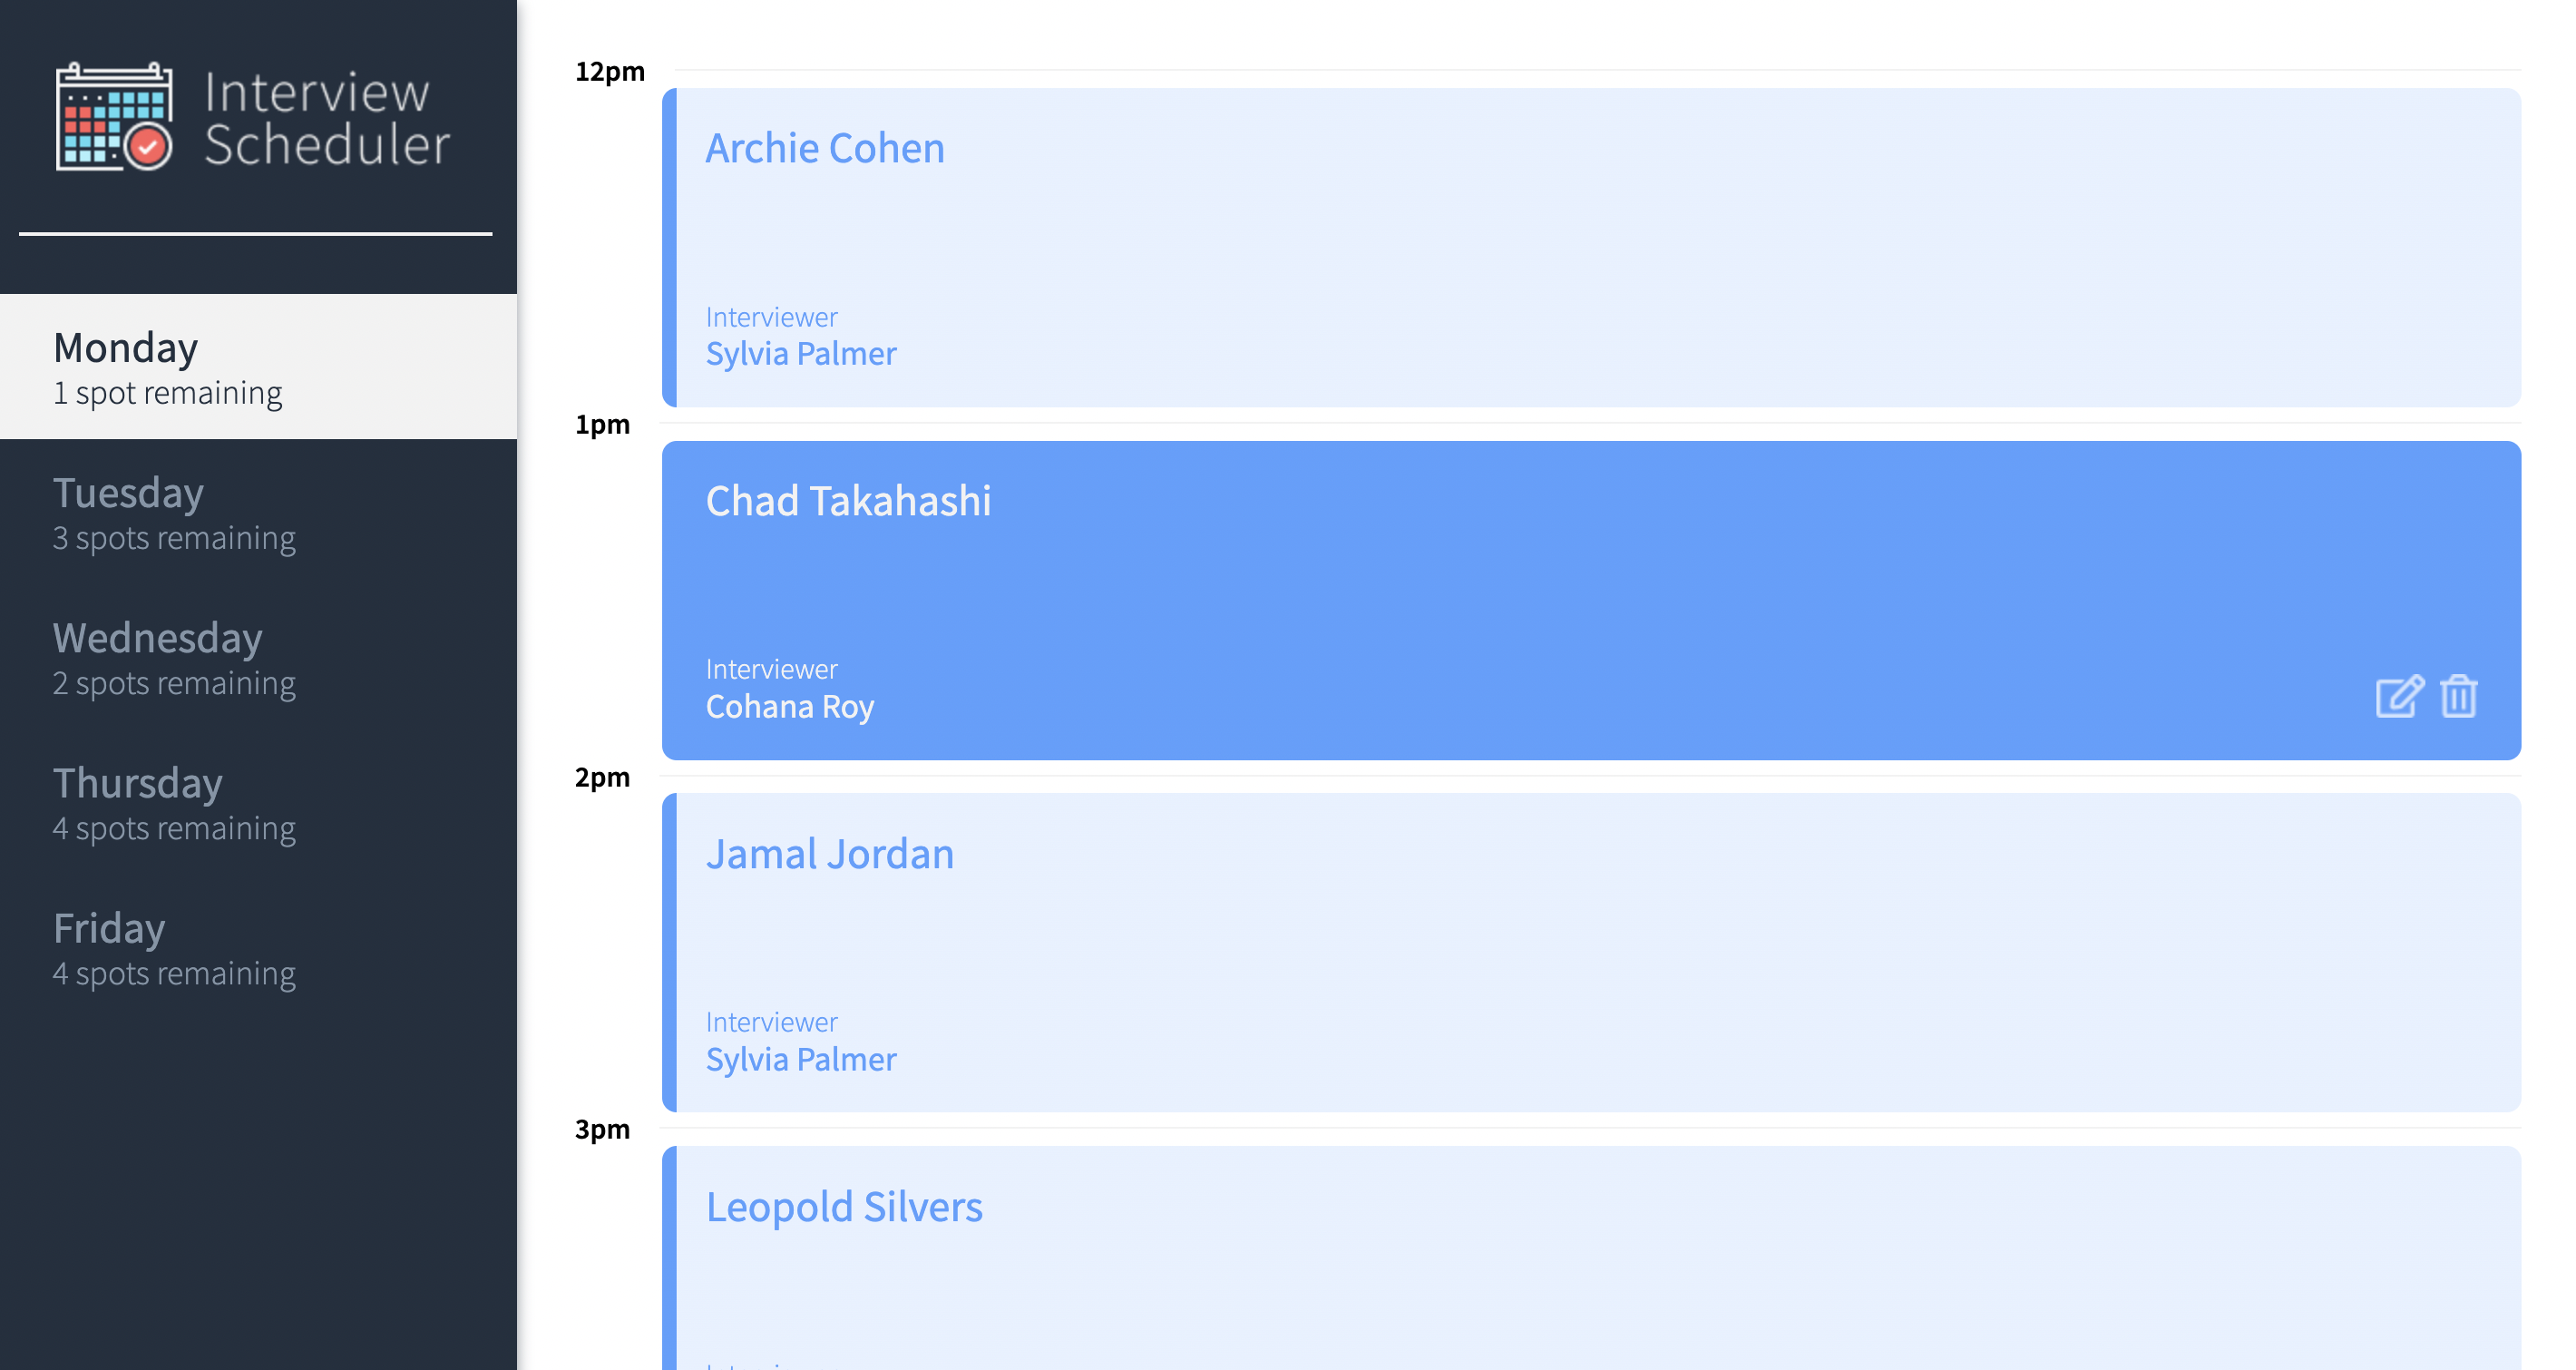 Interview
Scheduler
Monday
1 spot remaining
Tuesday
3 spots remaining
Wednesday
2 spots remaining
Thursday
4 spots remaining
Friday
4 spots remaining
12pm
Archie Cohen
Interviewer
Sylvia Palmer
1pm
Chad Takahashi
Interviewer
Cohana Roy
2pm
Jamal Jordan
Interviewer
Sylvia Palmer
3pm
Leopold Silvers